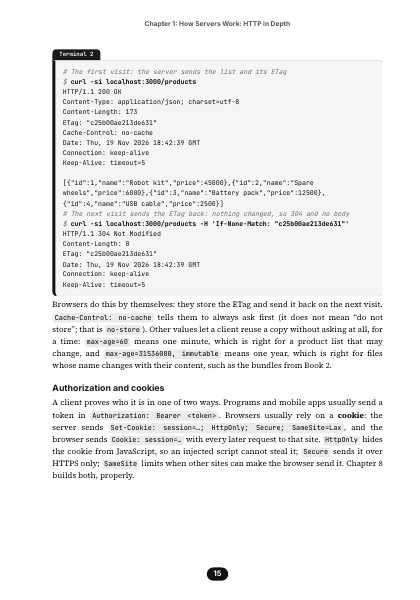 Chapter 1: How Servers Work: HTTP in Depth
Terminal 2
# The first visit: the server sends the list and its ETag
$ curl -si localhost:3000/products
HTTP/1.1 200 OK
Content-Type: application/json; charset=utf-8
Content-Length: 173
ETag: "c25b00ae213de631"
Cache-Control: no-cache
Date: Thu, 19 Nov 2026 18:42:39 GMT
Connection: keep-alive
Keep-Alive: timeout=5
[{"id":1,"name":"Robot kit","price":45000},{"id":2,"name":"Spare
wheels","price":6000},{"id":3,"name":"Battery pack","price":12500},
{"id":4,"name":"USB cable","price":2500}]
# The next visit sends the ETag back: nothing changed, so 304 and no body
$ curl -si localhost:3000/products -H 'If-None-Match: "c25b00ae213de631"'
HTTP/1.1 304 Not Modified
Content-Length: 0
ETag: "c25b00ae213de631"
Date: Thu, 19 Nov 2026 18:42:39 GMT
Connection: keep-alive
Keep-Alive: timeout=5
Browsers do this by themselves: they store the ETag and send it back on the next visit.
Cache-Control: no-cache tells them to always ask first (it does not mean “do not
store”; that is no-store). Other values let a client reuse a copy without asking at all, for
a time: max-age=60 means one minute, which is right for a product list that may
change, and max-age=31536000, immutable means one year, which is right for files
whose name changes with their content, such as the bundles from Book 2.
Authorization and cookies
A client proves who it is in one of two ways. Programs and mobile apps usually send a
token in Authorization: Bearer <token>. Browsers usually rely on a cookie: the
server sends Set-Cookie: session=…; HttpOnly; Secure; SameSite=Lax, and the
browser sends Cookie: session=… with every later request to that site. HttpOnly hides
the cookie from JavaScript, so an injected script cannot steal it; Secure sends it over
HTTPS only; SameSite limits when other sites can make the browser send it. Chapter 8
builds both, properly.
15